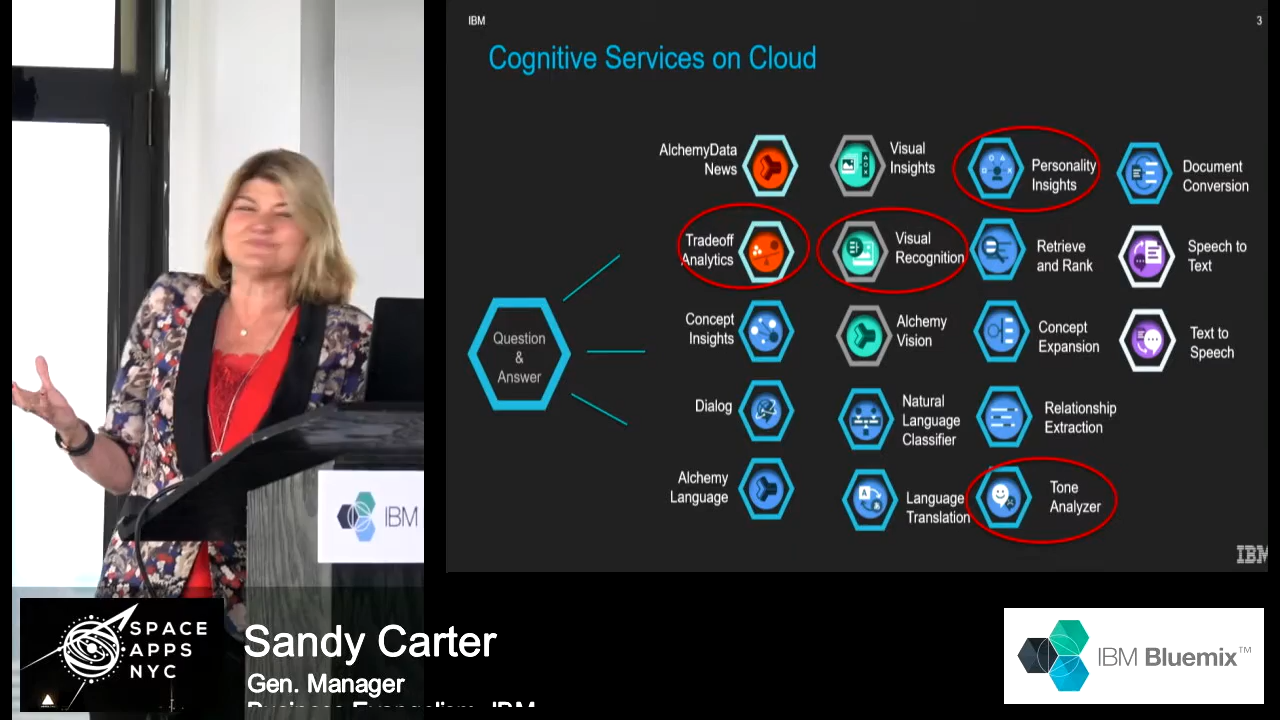 IBM
3
Cognitive Services on Cloud
AlchemyData
News
Visual
Insights
Personality
Insights
Document
Conversion
Tradeoff
Analytics
Visual
Recognition
Retrieve
and Rank
Speech to
Text
Concept
Insights
Alchemy
Vision
Concept
Expansion
Text to
Speech
Question
&
Answer
Dialog
Natural
Language
Classifier
Relationship
Extraction
Alchemy
Language
Language
Translation
Tone
Analyzer
IBM
IBM
SPACE
APPS
NYC
Sandy Carter
Gen. Manager
Business Evangelism, IBM
IBM Bluemix™